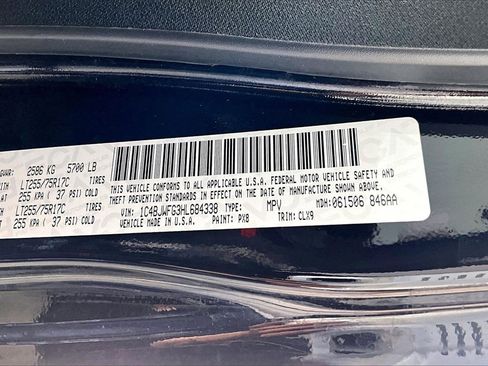 GVWR: 2586 KG 5700 LB
WITH LT255/75R17C TIRES
255 KPA ( 37 PSI) COLD
WITH LT255/75R17C TIRES
255 KPA ( 37 PSI) COLD
THIS VEHICLE CONFORMS TO ALL APPLICABLE U.S.A. FEDERAL MOTOR VEHICLE SAFETY AND
THEFT PREVENTION STANDARDS IN EFFECT ON THE DATE OF MANUFACTURE SHOWN ABOVE.
VIN: 1C4BJWFG3HL684338 TYPE: MPV MDH: 061506 846AA
VEHICLE MADE IN U.S.A. PAINT: PX8 TRIM: CLX9